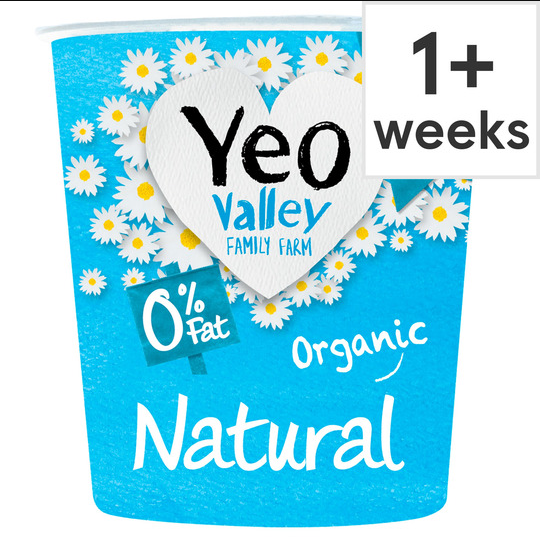 1+
weeks
Yeo
Valley
FAMILY FARM
0% Fat
Organic
Natural